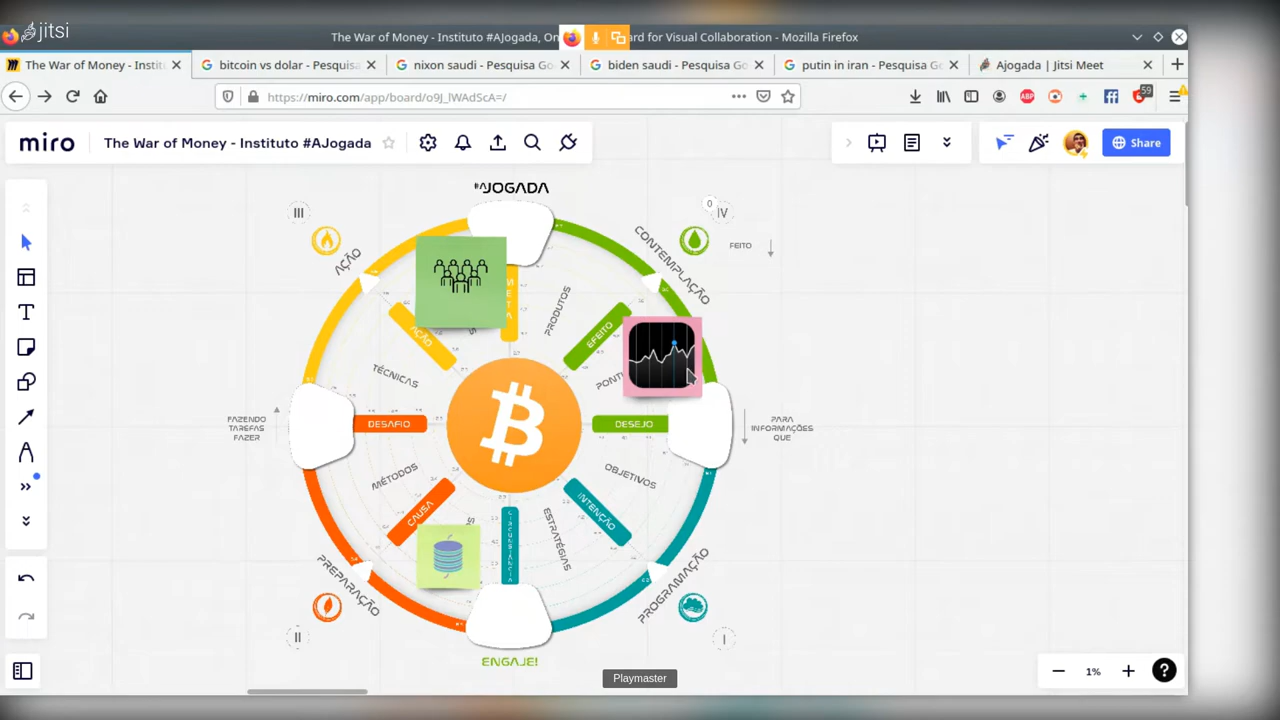 jitsi
The War of Money - Instituto #AJogada, On
rd for Visual Collaboration - Mozilla Firefox
The War of Money - Instit
bitcoin vs dolar - Pesquisa
nixon saudi - Pesquisa Go
biden saudi - Pesquisa Go
putin in iran - Pesquisa G
Ajogada | Jitsi Meet
https://miro.com/app/board/o9J_lWAdScA=/
ABP
59
miro
The War of Money - Instituto #AJogada
Share
#AJOGADA
III
0
IV
AÇÃO
CONTEMPLAÇÃO
FEITO
META
PRODUTOS
AÇÃO
EFEITO
TÉCNICAS
FAZENDO
TAREFAS
FAZER
DESAFIO
DESEJO
PARA
INFORMAÇÕES
QUE
MÉTODOS
OBJETIVOS
CAUSA
INTENÇÃO
CIRCUNSTÂNCIA
ESTRATÉGIAS
PREPARAÇÃO
PROGRAMAÇÃO
II
I
ENGAJE!
Playmaster
1%